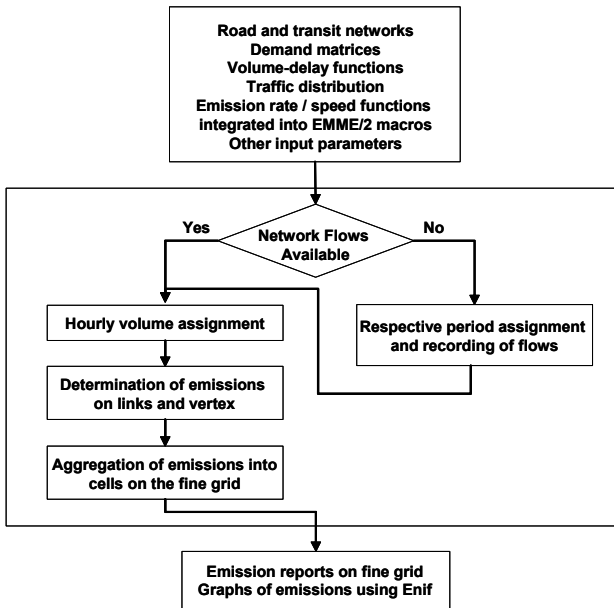 Road and transit networks
Demand matrices
Volume-delay functions
Traffic distribution
Emission rate / speed functions
integrated into EMME/2 macros
Other input parameters
Yes
Network Flows
Available
No
Hourly volume assignment
Respective period assignment
and recording of flows
Determination of emissions
on links and vertex
Aggregation of emissions into
cells on the fine grid
Emission reports on fine grid
Graphs of emissions using Enif